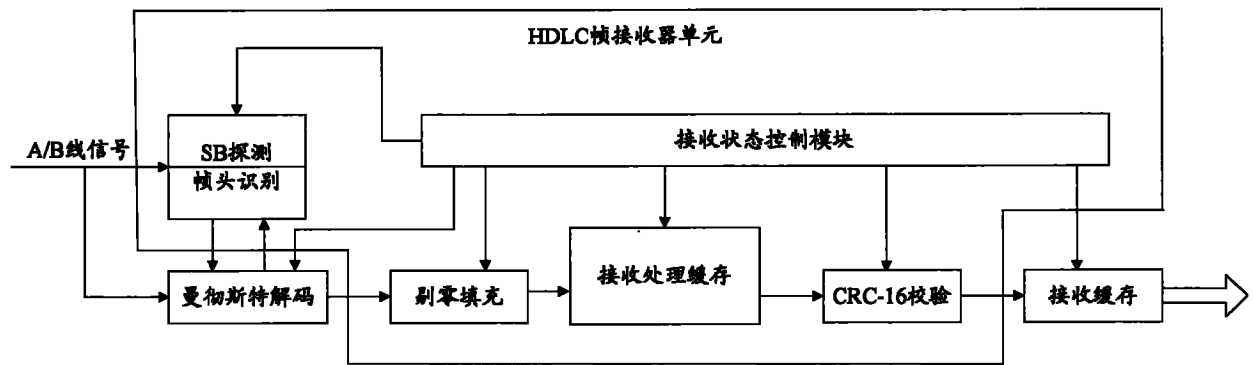 HDLC帧接收器单元
A/B线信号
SB探测
帧头识别
接收状态控制模块
曼彻斯特解码
别零填充
接收处理缓存
CRC-16校验
接收缓存